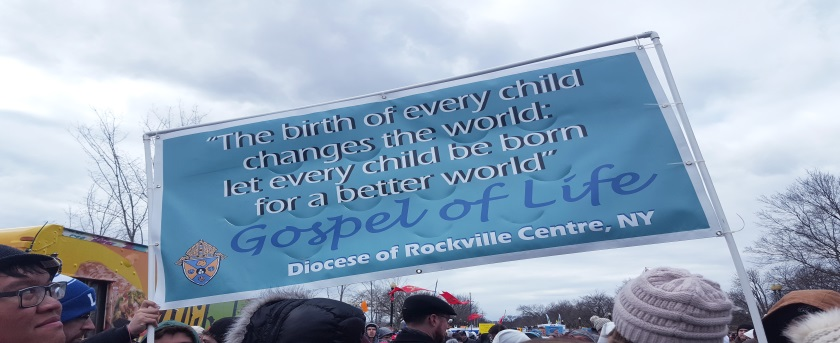 "The birth of every child
changes the world:
let every child be born
for a better world"
Gospel of Life
Diocese of Rockville Centre, NY